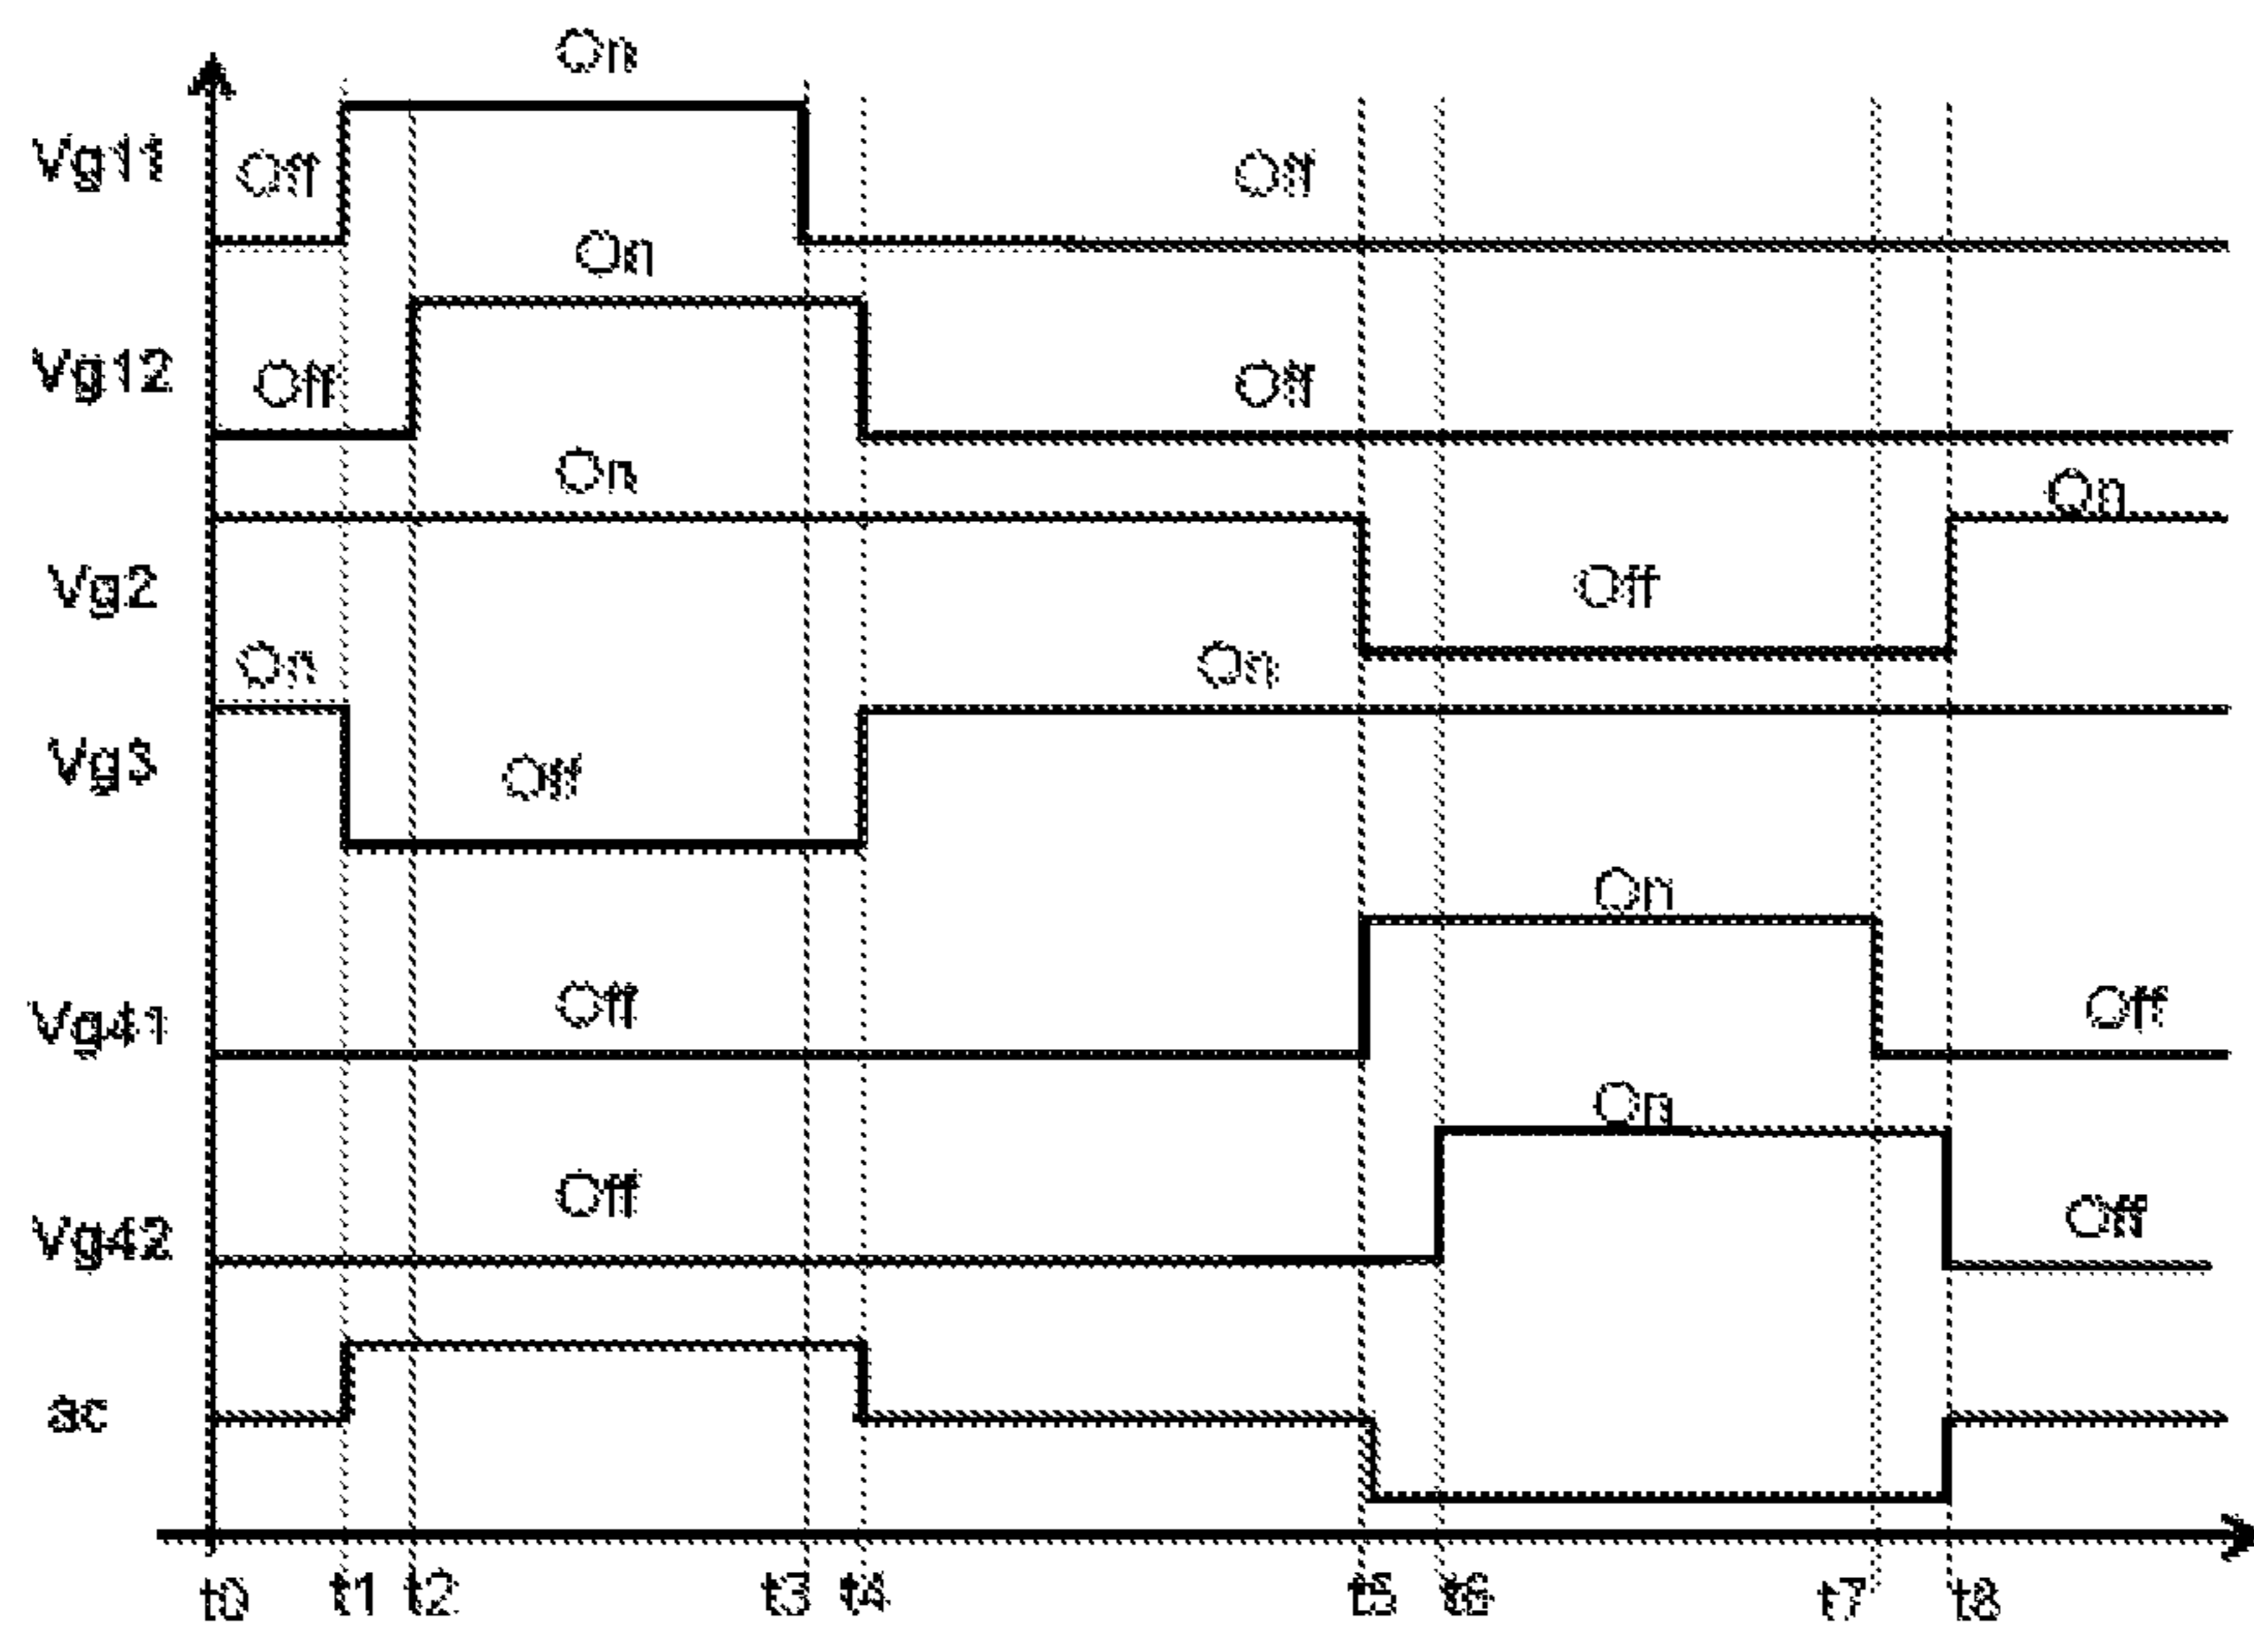 On
Vg11 Off Off
On
Vg12 Off Off
On On
Vg2 Off
On On
Vg3 Off
On
Vg41 Off Off
On
Vg42 Off Off
ac
t0 t1 t2 t3 t4 t5 t6 t7 t8